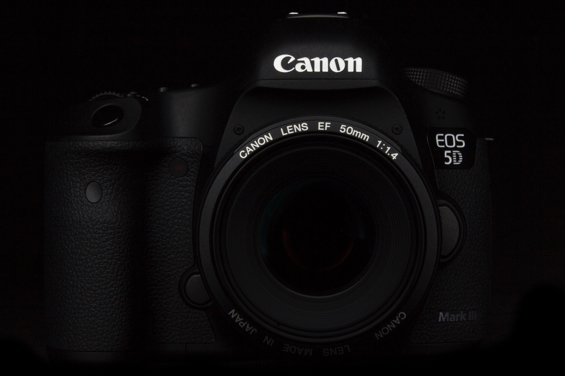 Canon
CANON LENS EF 50mm 1:1.4
EOS
5D
Mark III
CANON LENS MADE IN JAPAN